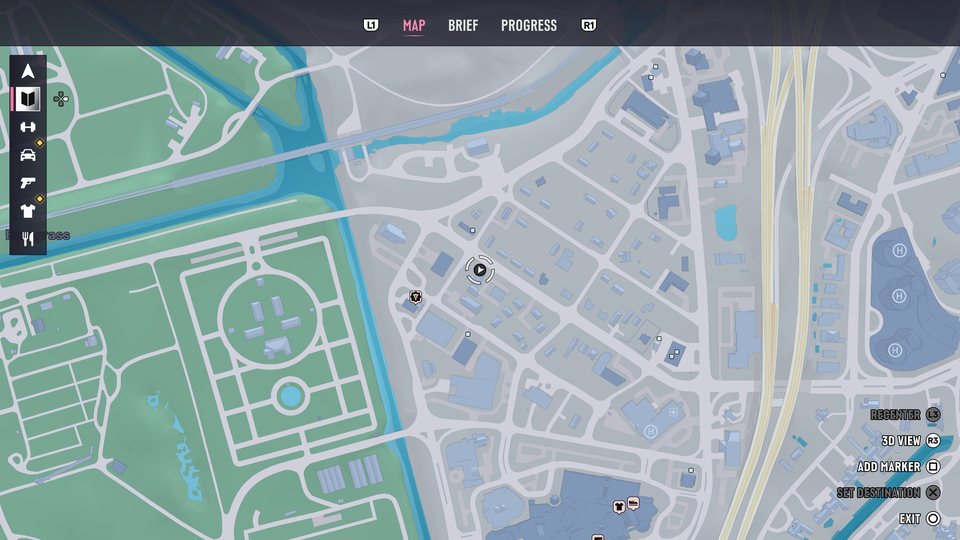 L1 MAP BRIEF PROGRESS R1
H
H
H
H
RECENTER L3
3D VIEW R3
ADD MARKER
SET DESTINATION
EXIT